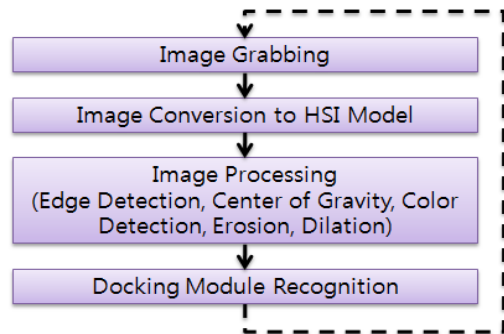 Image Grabbing
Image Conversion to HSI Model
Image Processing
(Edge Detection, Center of Gravity, Color
Detection, Erosion, Dilation)
Docking Module Recognition